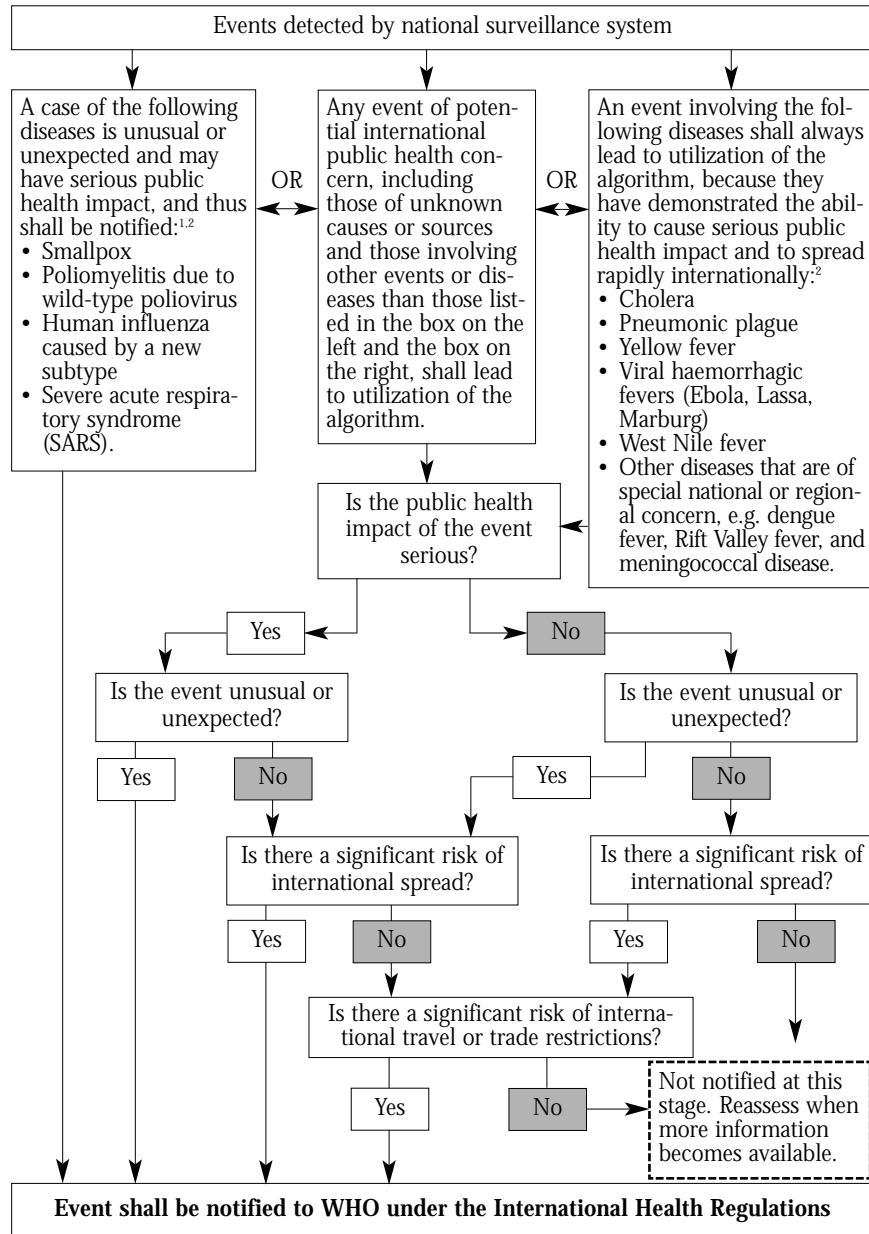 Events detected by national surveillance system
A case of the following
diseases is unusual or
unexpected and may
have serious public
health impact, and thus
shall be notified:1,2
• Smallpox
• Poliomyelitis due to
wild-type poliovirus
• Human influenza
caused by a new
subtype
• Severe acute respira-
tory syndrome
(SARS).
OR
Any event of poten-
tial international
public health con-
cern, including
those of unknown
causes or sources
and those involving
other events or dis-
eases than those list-
ed in the box on the
left and the box on
the right, shall lead
to utilization of the
algorithm.
OR
An event involving the fol-
lowing diseases shall always
lead to utilization of the
algorithm, because they
have demonstrated the abil-
ity to cause serious public
health impact and to spread
rapidly internationally:2
• Cholera
• Pneumonic plague
• Yellow fever
• Viral haemorrhagic
fevers (Ebola, Lassa,
Marburg)
• West Nile fever
• Other diseases that are of
special national or region-
al concern, e.g. dengue
fever, Rift Valley fever, and
meningococcal disease.
Is the public health
impact of the event
serious?
Yes
No
Is the event unusual or
unexpected?
Is the event unusual or
unexpected?
Yes
No
Yes
No
Is there a significant risk of
international spread?
Is there a significant risk of
international spread?
Yes
No
Yes
No
Is there a significant risk of interna-
tional travel or trade restrictions?
Yes
No
Not notified at this
stage. Reassess when
more information
becomes available.
Event shall be notified to WHO under the International Health Regulations